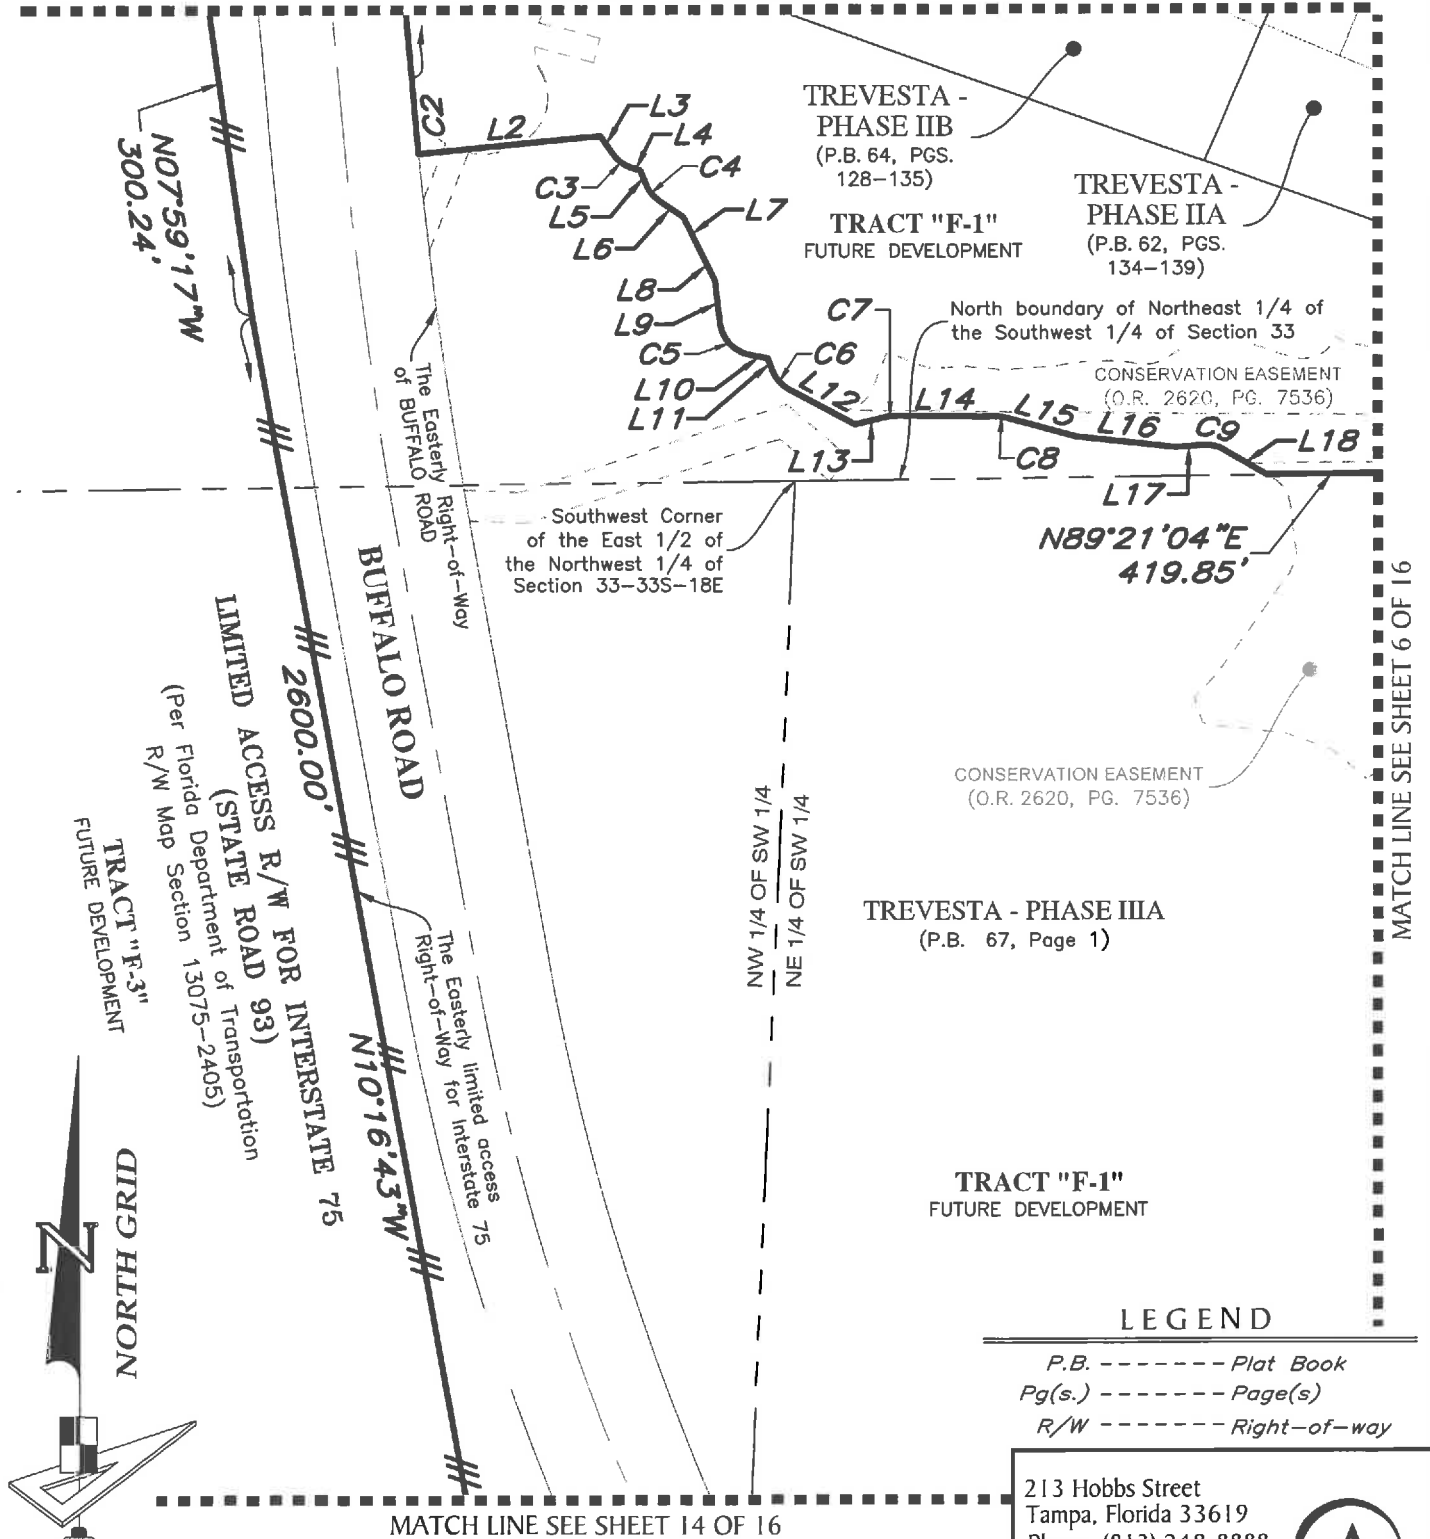 C2
L2
L3
L4
C3
C4
L5
L6
L7
L8
L9
C5
L10
L11
C6
C7
L12
L13
L14
C8
L15
L16
C9
L17
L18
TREVESTA -
PHASE IIB
(P.B. 64, PGS.
128-135)
TREVESTA -
PHASE IIA
(P.B. 62, PGS.
134-139)
TRACT "F-1"
FUTURE DEVELOPMENT
North boundary of Northeast 1/4 of
the Southwest 1/4 of Section 33
CONSERVATION EASEMENT
(O.R. 2620, PG. 7536)
N07°59'17"W
300.24'
The Easterly Right-of-Way
of BUFFALO ROAD
Southwest Corner
of the East 1/2 of
the Northwest 1/4 of
Section 33-33S-18E
N89°21'04"E
419.85'
MATCH LINE SEE SHEET 6 OF 16
BUFFALO ROAD
2600.00'
N10°16'43"W
LIMITED ACCESS R/W FOR INTERSTATE 75
(STATE ROAD 93)
(Per Florida Department of Transportation
R/W Map Section 13075-2405)
TRACT "F-3"
FUTURE DEVELOPMENT
The Easterly limited access
Right-of-Way for Interstate 75
NW 1/4 OF SW 1/4
NE 1/4 OF SW 1/4
CONSERVATION EASEMENT
(O.R. 2620, PG. 7536)
TREVESTA - PHASE IIIA
(P.B. 67, Page 1)
TRACT "F-1"
FUTURE DEVELOPMENT
N
NORTH GRID
LEGEND
P.B. ------- Plat Book
Pg(s.) ------- Page(s)
R/W ------- Right-of-way
213 Hobbs Street
Tampa, Florida 33619
MATCH LINE SEE SHEET 14 OF 16